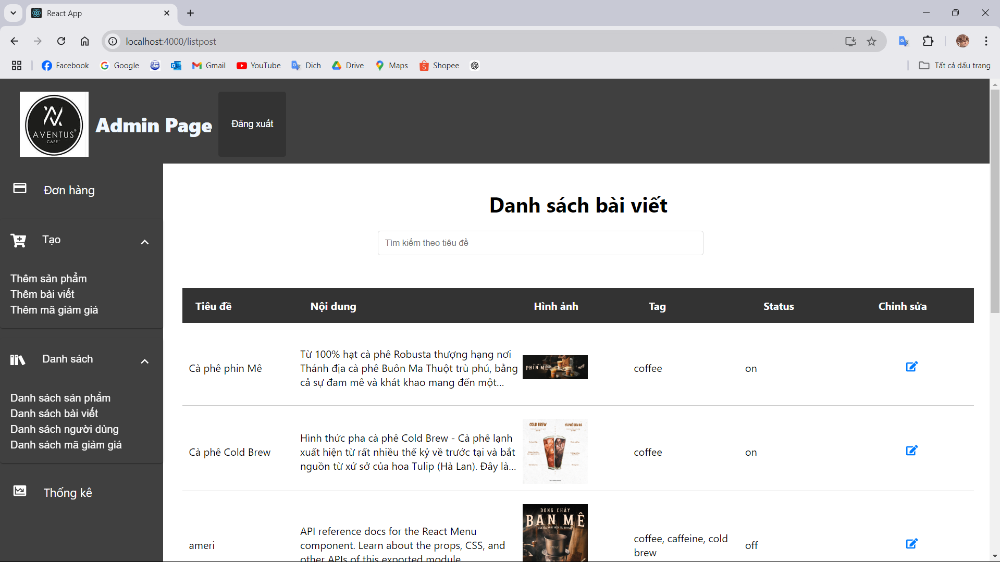 React App
localhost:4000/listpost
Facebook
Google
Gmail
YouTube
Dịch
Drive
Maps
Shopee
Tất cả dấu trang
AVENTUS
CAFE
Admin Page
Đăng xuất
Đơn hàng
Tạo
Thêm sản phẩm
Thêm bài viết
Thêm mã giảm giá
Danh sách
Danh sách sản phẩm
Danh sách bài viết
Danh sách người dùng
Danh sách mã giảm giá
Thống kê
Danh sách bài viết
Tìm kiếm theo tiêu đề
Tiêu đề Nội dung Hình ảnh Tag Status Chỉnh sửa
Cà phê phin Mê
Từ 100% hạt cà phê Robusta thượng hạng nơi
Thánh địa cà phê Buôn Ma Thuột trù phú, bằng
cả sự đam mê và khát khao mang đến một...
PHIN MÊ
coffee
on
Cà phê Cold Brew
Hình thức pha cà phê Cold Brew - Cà phê lạnh
xuất hiện từ rất nhiều thế kỷ về trước tại và bắt
nguồn từ xứ sở của hoa Tulip (Hà Lan). Đây là...
COLD BREW
CÀ PHÊ ĐEN ĐÁ
coffee
on
ameri
API reference docs for the React Menu
component. Learn about the props, CSS, and
other APIs of this exported module.
DÒNG CHẢY
BAN MÊ
coffee, caffeine, cold
brew
off